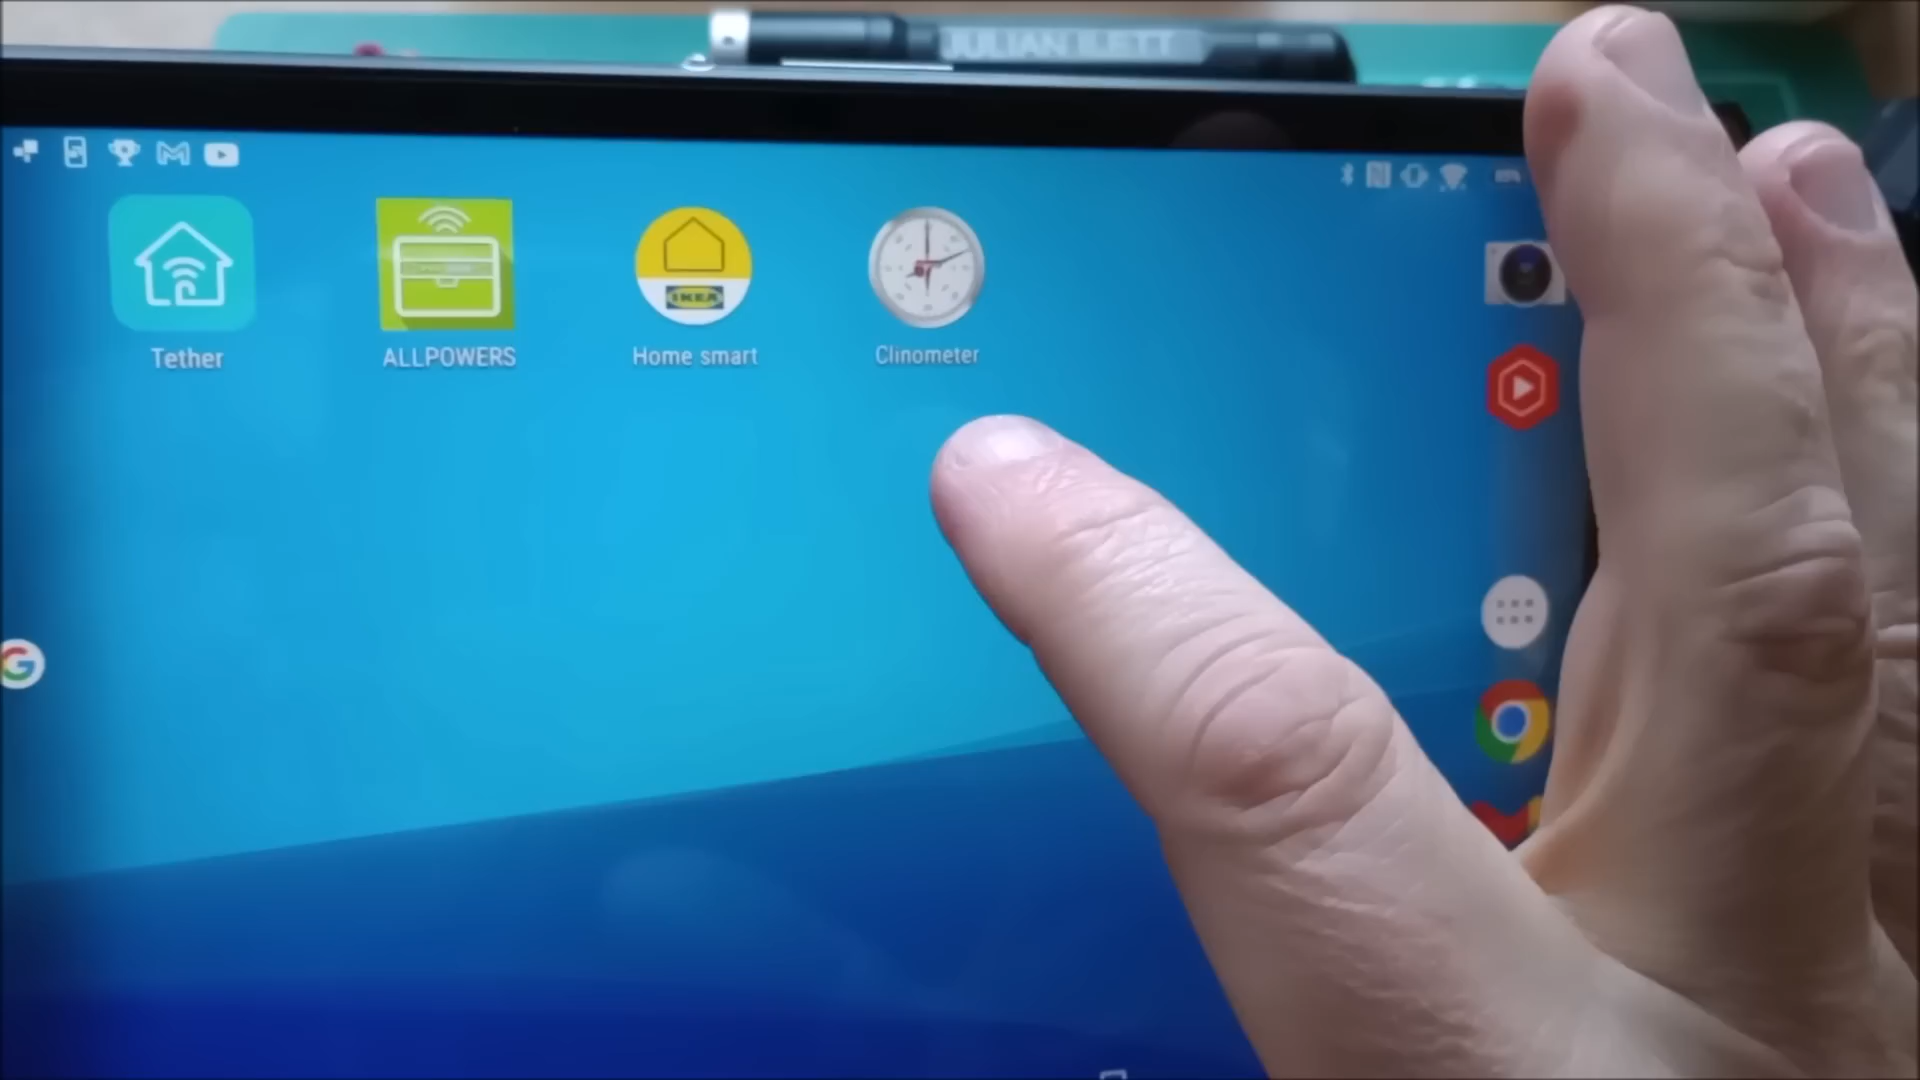 JULIAN ILETT
Tether
ALLPOWERS
IKEA
Home smart
Clinometer